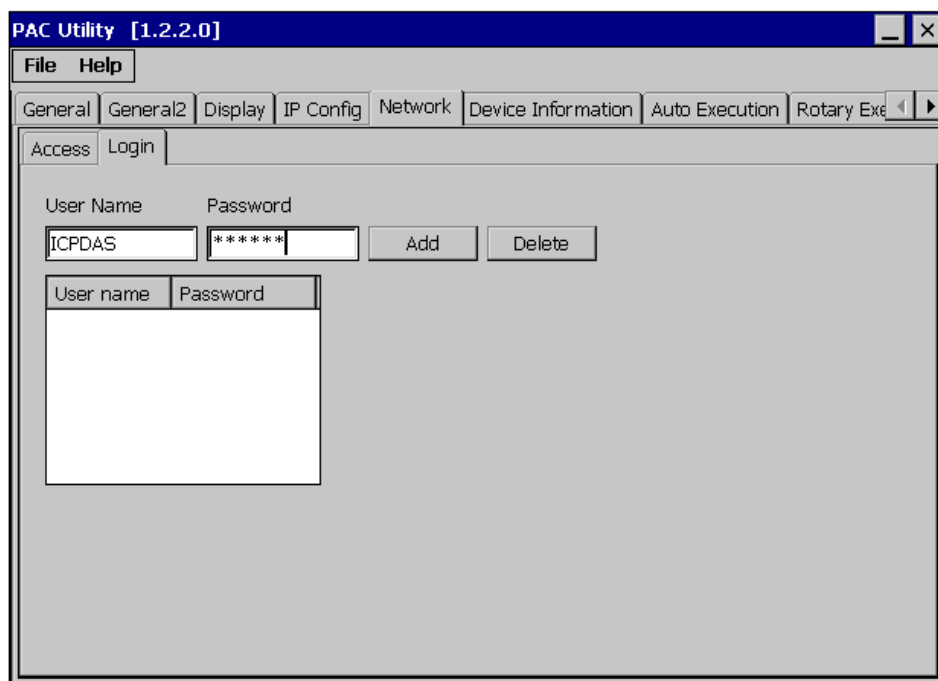 PAC Utility [1.2.2.0]
File Help
General General2 Display IP Config Network Device Information Auto Execution Rotary Exe
Access Login
User Name Password
ICPDAS ****** Add Delete
User name Password